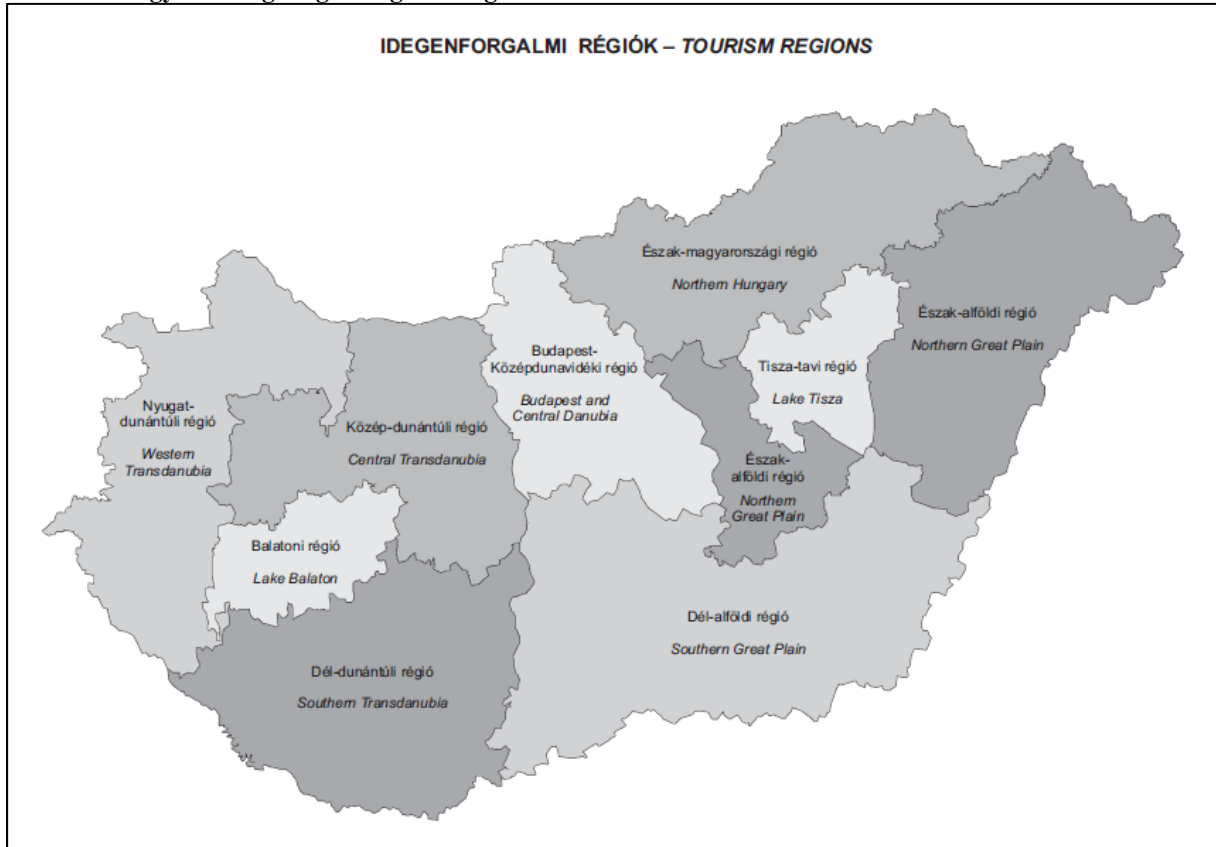 IDEGENFORGALMI RÉGIÓK – TOURISM REGIONS
Észak-magyarországi régió
Northern Hungary
Észak-alföldi régió
Northern Great Plain
Budapest-
Középdunavidéki régió
Budapest and
Central Danubia
Tisza-tavi régió
Lake Tisza
Nyugat-
dunántúli régió
Western
Transdanubia
Közép-dunántúli régió
Central Transdanubia
Észak-
alföldi régió
Northern
Great Plain
Balatoni régió
Lake Balaton
Dél-alföldi régió
Southern Great Plain
Dél-dunántúli régió
Southern Transdanubia